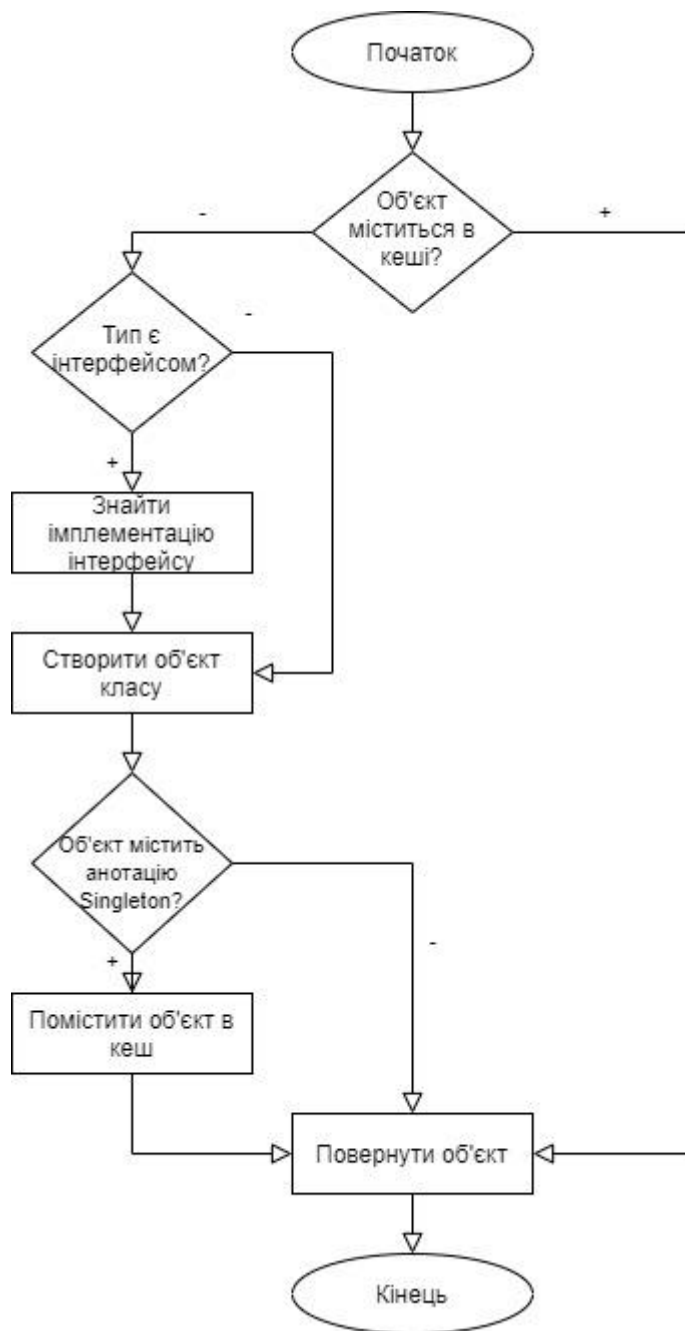 Початок
Об'єкт
міститься в
кеші?
-
+
Тип є
інтерфейсом?
-
+
Знайти
імплементацію
інтерфейсу
Створити об'єкт
класу
Об'єкт містить
анотацію
Singleton?
-
+
Помістити об'єкт в
кеш
Повернути об'єкт
Кінець